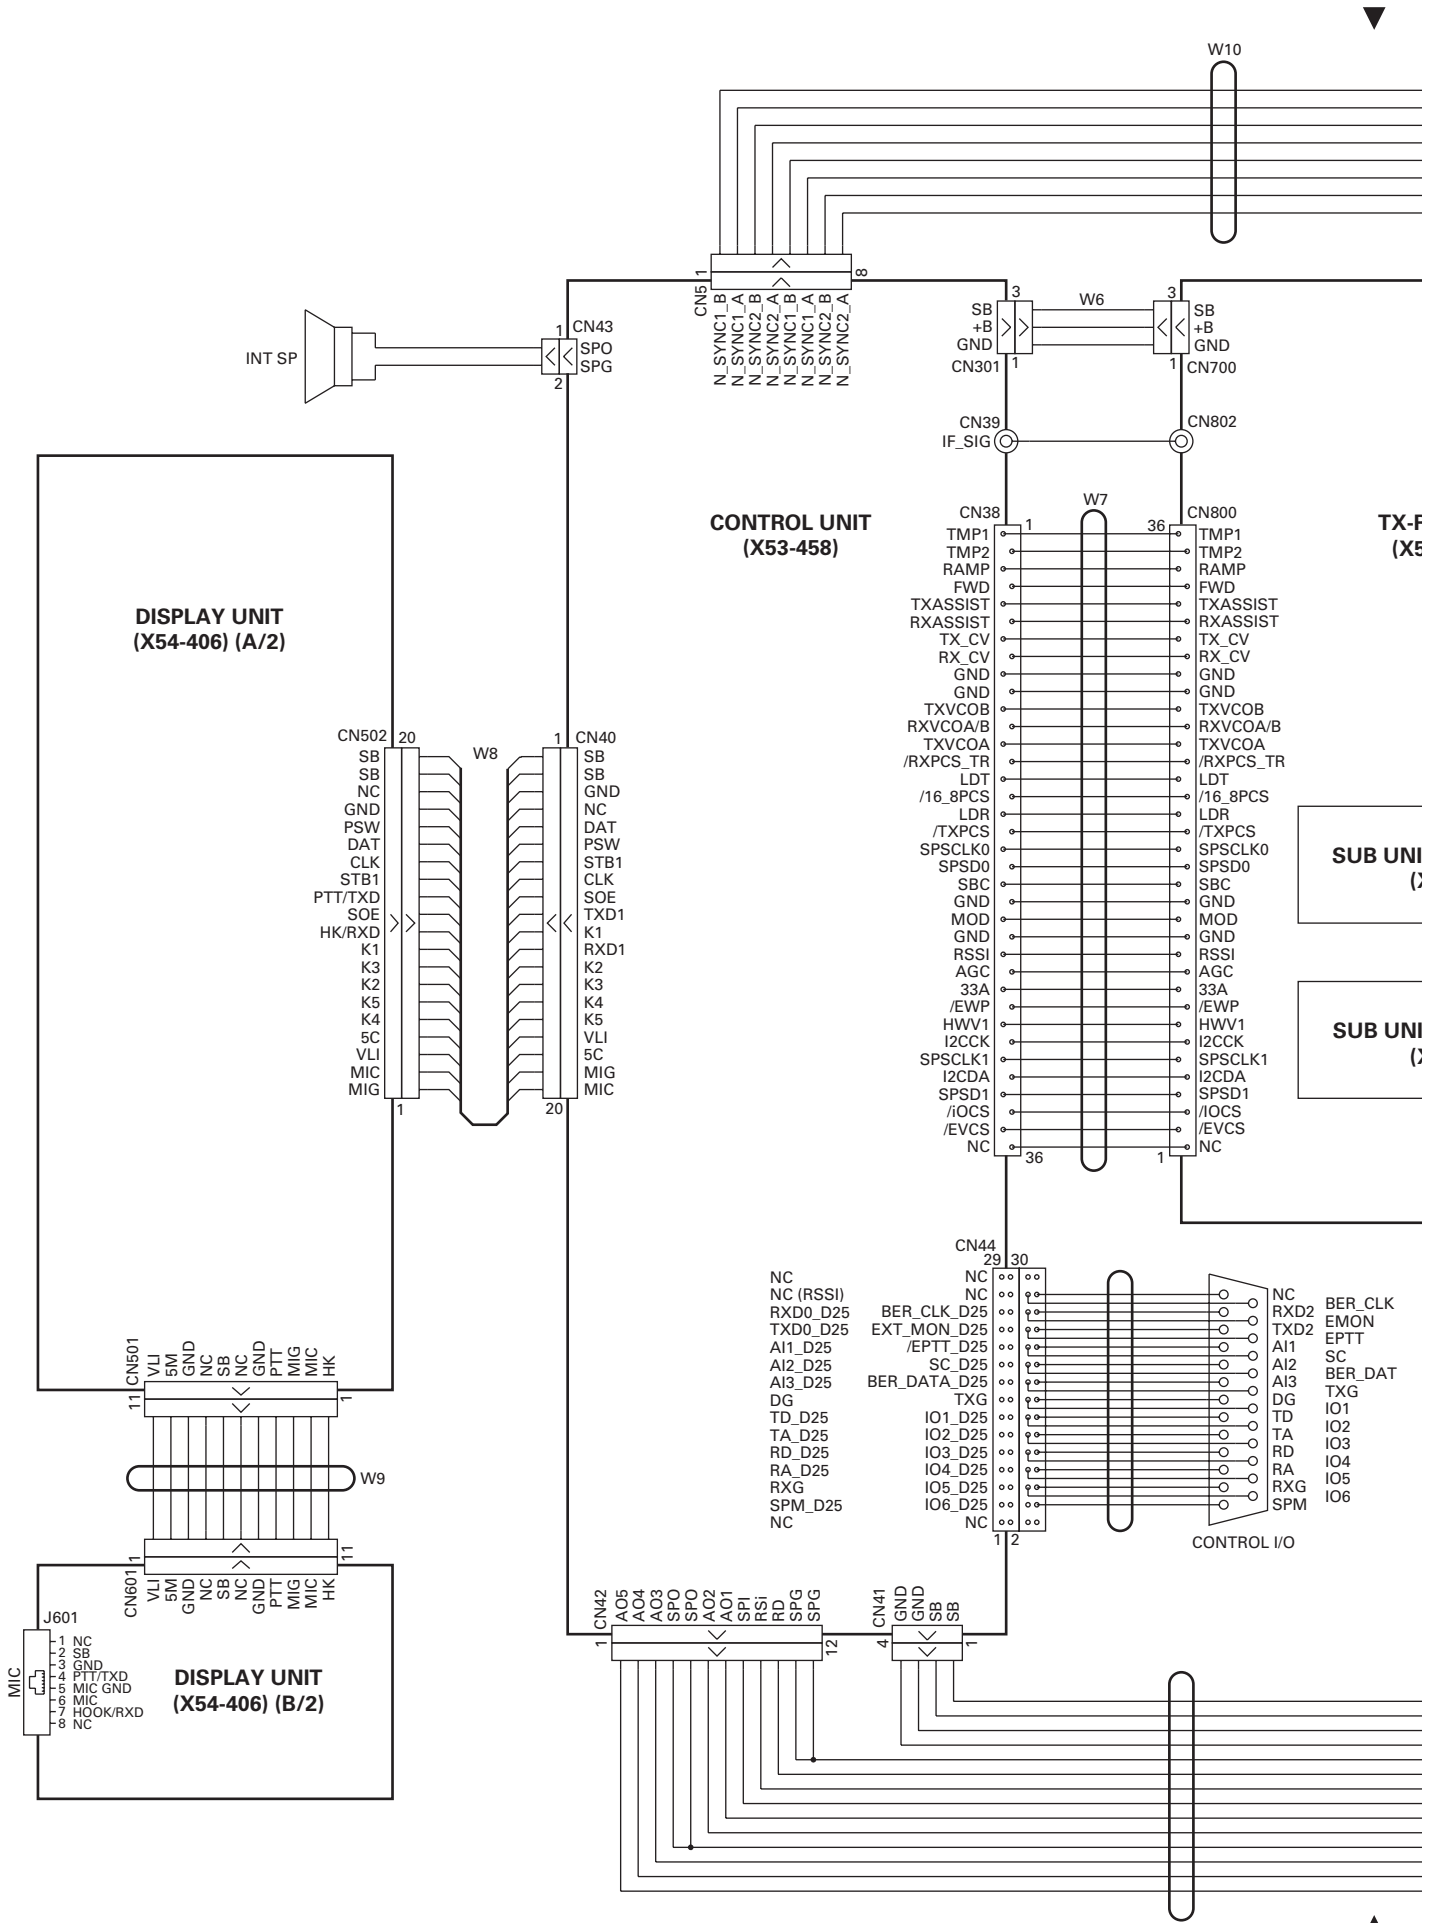 W10
CN5
1
8
N_SYNC1_B
N_SYNC1_A
N_SYNC2_B
N_SYNC2_A
N_SYNC1_B
N_SYNC1_A
N_SYNC2_B
N_SYNC2_A
INT SP
1
CN43
SPO
SPG
2
3
SB
+B
GND
CN301
1
W6
3
SB
+B
GND
1
CN700
CN39
IF_SIG
CN802
CONTROL UNIT
(X53-458)
TX-R
(X5
W7
CN38
1
36
CN800
TMP1
TMP1
TMP2
TMP2
RAMP
RAMP
FWD
FWD
TXASSIST
TXASSIST
RXASSIST
RXASSIST
TX_CV
TX_CV
RX_CV
RX_CV
GND
GND
GND
GND
TXVCOB
TXVCOB
RXVCOA/B
RXVCOA/B
TXVCOA
TXVCOA
/RXPCS_TR
/RXPCS_TR
LDT
LDT
/16_8PCS
/16_8PCS
LDR
LDR
/TXPCS
/TXPCS
SPSCLK0
SPSCLK0
SPSD0
SPSD0
SBC
SBC
GND
GND
MOD
MOD
GND
GND
RSSI
RSSI
AGC
AGC
33A
33A
/EWP
/EWP
HWV1
HWV1
I2CCK
I2CCK
SPSCLK1
SPSCLK1
I2CDA
I2CDA
SPSD1
SPSD1
/iOCS
/IOCS
/EVCS
/EVCS
NC
NC
36
1
SUB UNI
(X
SUB UNI
(X
DISPLAY UNIT
(X54-406) (A/2)
CN502
20
W8
1
CN40
SB
SB
SB
SB
NC
GND
GND
NC
PSW
DAT
DAT
PSW
CLK
STB1
STB1
CLK
PTT/TXD
SOE
SOE
TXD1
HK/RXD
K1
K1
RXD1
K3
K2
K2
K3
K5
K4
K4
K5
5C
VLI
VLI
5C
MIC
MIG
MIG
MIC
1
20
CN44
29 30
NC
NC
NC (RSSI)
NC
RXD0_D25
BER_CLK_D25
TXD0_D25
EXT_MON_D25
AI1_D25
/EPTT_D25
AI2_D25
SC_D25
AI3_D25
BER_DATA_D25
DG
TXG
TD_D25
IO1_D25
TA_D25
IO2_D25
RD_D25
IO3_D25
RA_D25
IO4_D25
RXG
IO5_D25
SPM_D25
IO6_D25
NC
NC
1 2
NC
BER_CLK
RXD2
EMON
TXD2
EPTT
AI1
SC
AI2
BER_DAT
AI3
TXG
DG
IO1
TD
IO2
TA
IO3
RD
IO4
RA
IO5
RXG
IO6
SPM
CONTROL I/O
CN501
11
VLI
5M
GND
NC
SB
NC
GND
PTT
MIG
MIC
HK
1
W9
CN601
1
VLI
5M
GND
NC
SB
NC
GND
PTT
MIG
MIC
HK
11
J601
MIC
1 NC
2 SB
3 GND
4 PTT/TXD
5 MIC GND
6 MIC
7 HOOK/RXD
8 NC
DISPLAY UNIT
(X54-406) (B/2)
CN42
1
AO5
AO4
AO3
SPO
SPO
AO2
AO1
SPI
RSi
RD
SPG
SPG
12
CN41
4
GND
GND
SB
SB
1